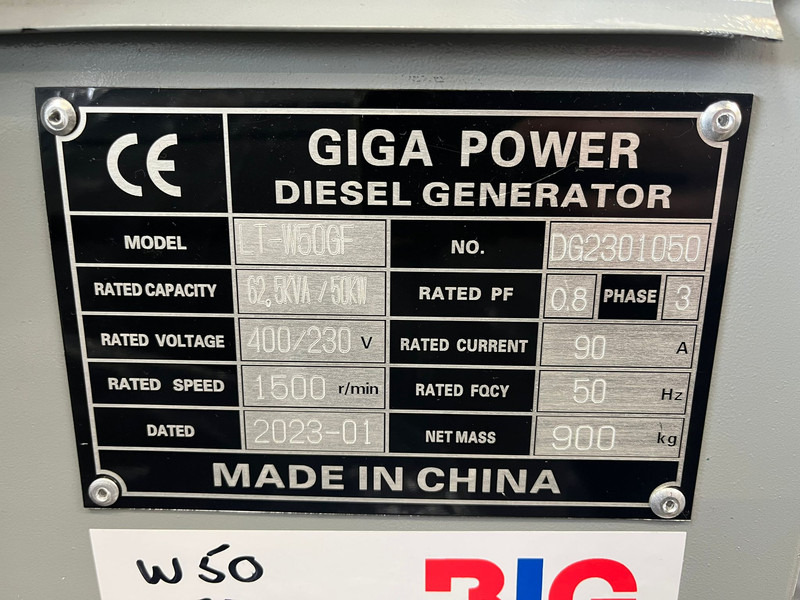 CE
GIGA POWER
DIESEL GENERATOR
MODEL LT-W50GF NO. DG2301050
RATED CAPACITY 62,5KVA/50KW RATED PF 0.8 PHASE 3
RATED VOLTAGE 400/230 V RATED CURRENT 90 A
RATED SPEED 1500 r/min RATED FQCY 50 Hz
DATED 2023-01 NET MASS 900 kg
MADE IN CHINA
W50
BIG